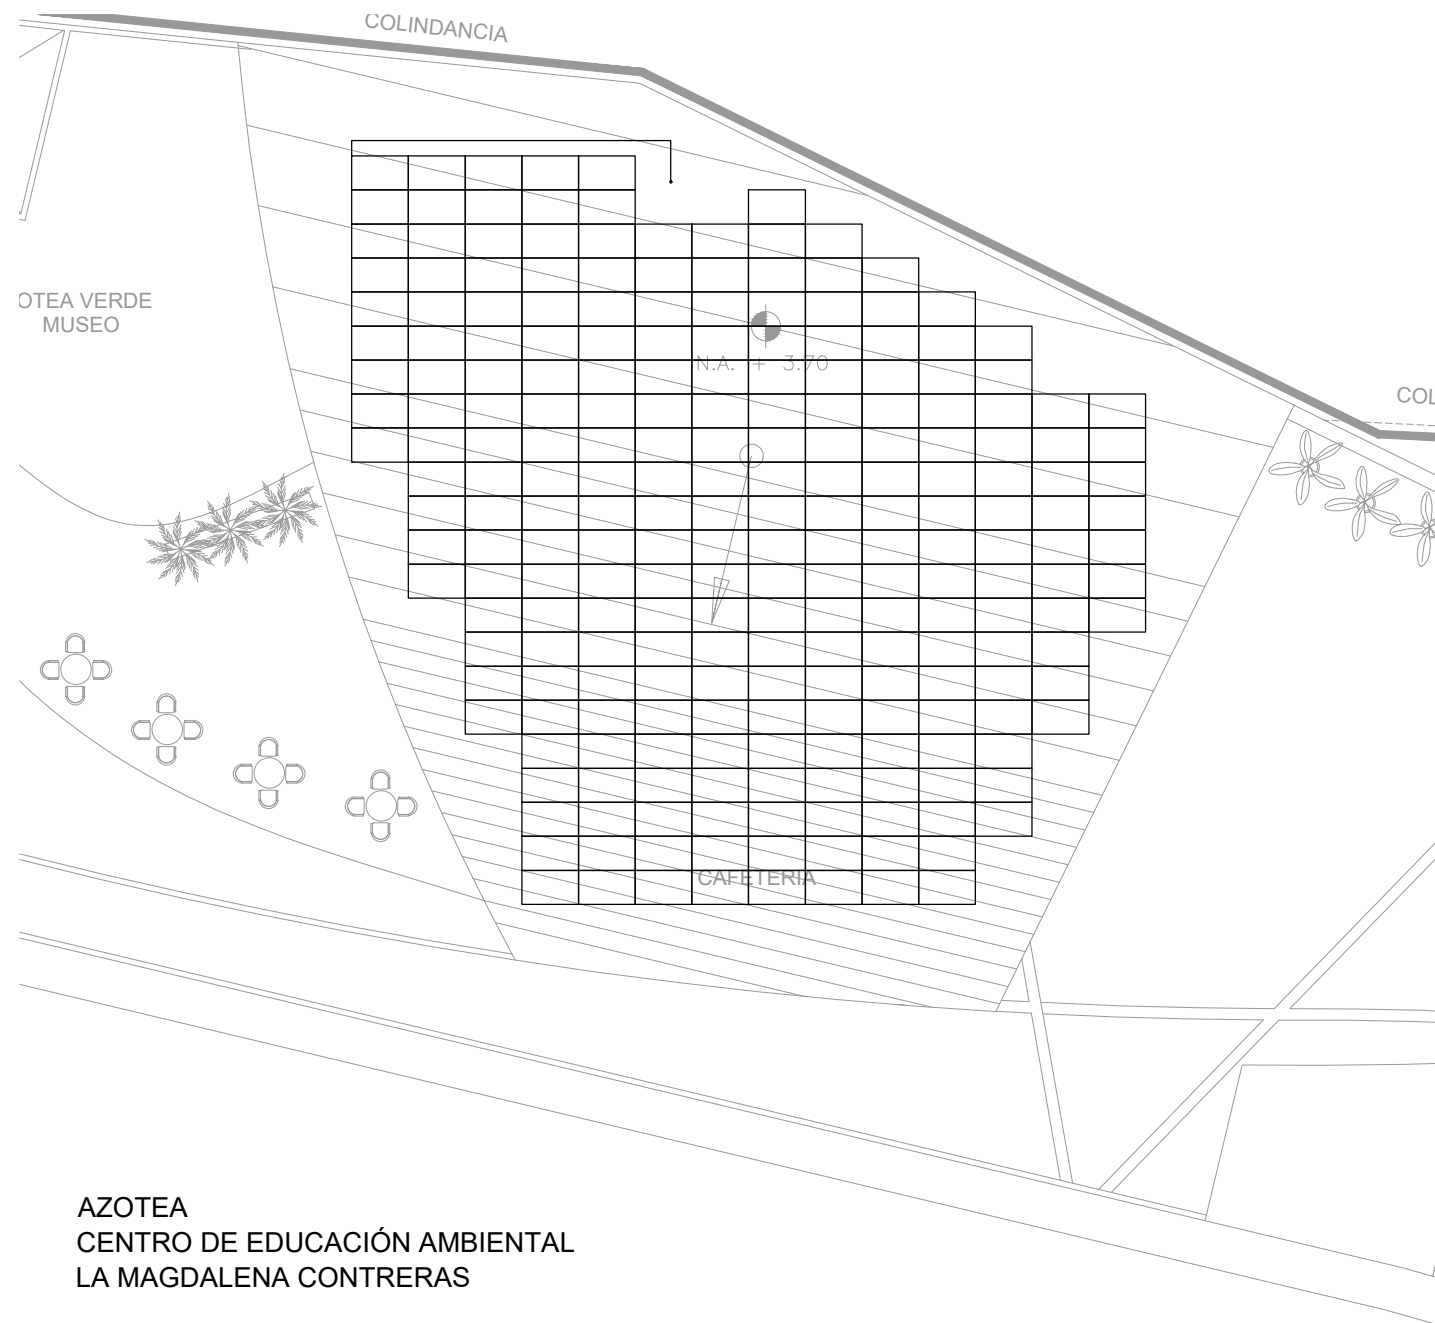 COLINDANCIA
OTEA VERDE
MUSEO
N.A. + 3.70
COL
CAFETERIA
AZOTEA
CENTRO DE EDUCACIÓN AMBIENTAL
LA MAGDALENA CONTRERAS